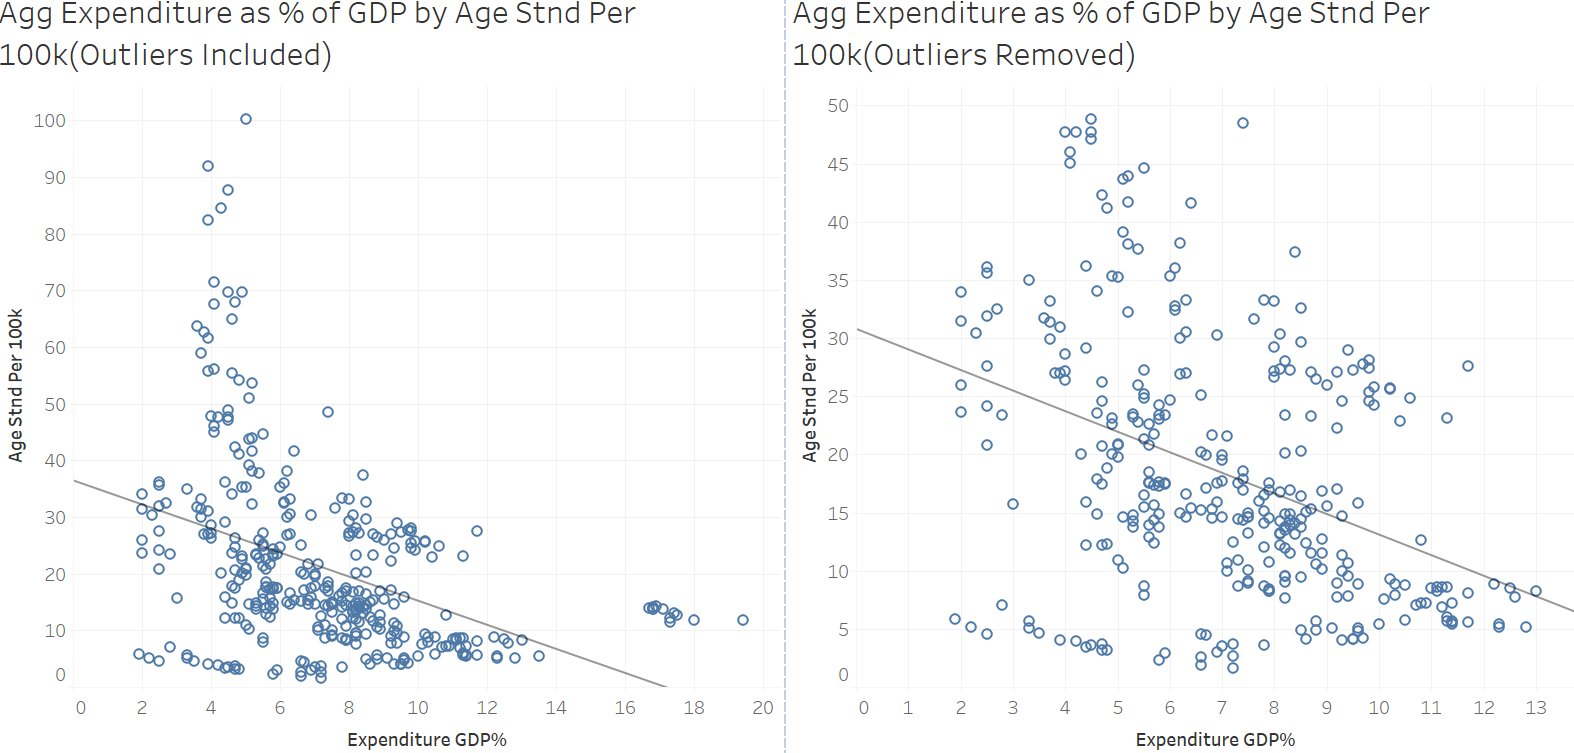 Agg Expenditure as % of GDP by Age Stnd Per
100k(Outliers Included)
100
90
80
70
60
50
40
30
20
10
0
Age Stnd Per 100k
0 2 4 6 8 10 12 14 16 18 20
Expenditure GDP%
Agg Expenditure as % of GDP by Age Stnd Per
100k(Outliers Removed)
50
45
40
35
30
25
20
15
10
5
0
Age Stnd Per 100k
0 1 2 3 4 5 6 7 8 9 10 11 12 13
Expenditure GDP%